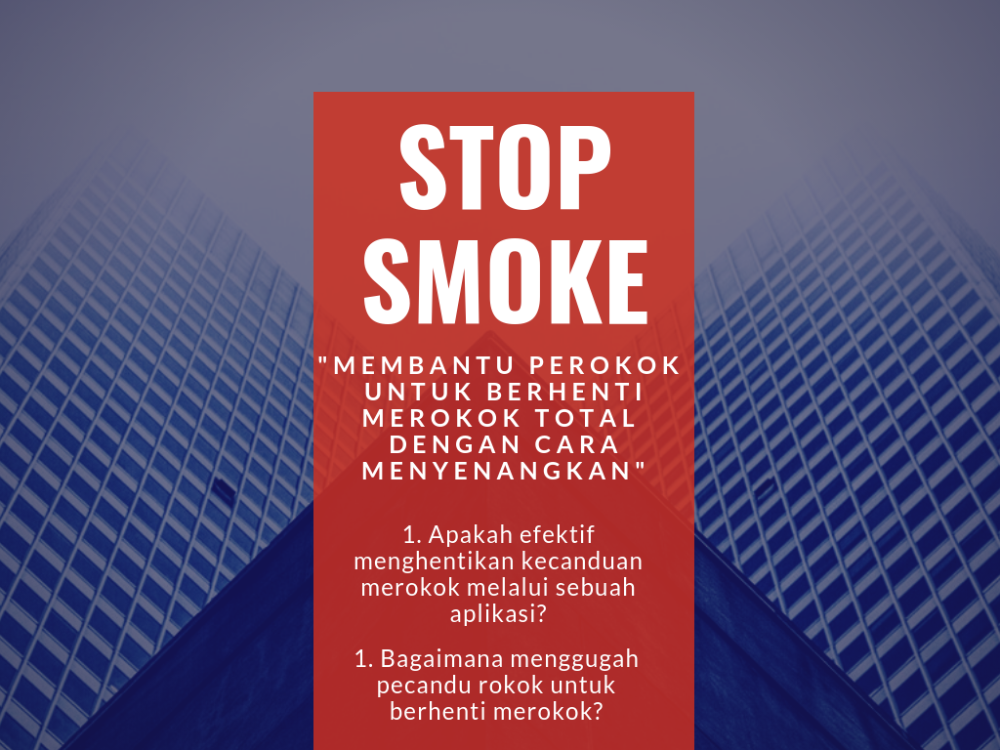 STOP
SMOKE
"MEMBANTU PEROKOK
UNTUK BERHENTI
MEROKOK TOTAL
DENGAN CARA
MENYENANGKAN"
1. Apakah efektif
menghentikan kecanduan
merokok melalui sebuah
aplikasi?
1. Bagaimana menggugah
pecandu rokok untuk
berhenti merokok?